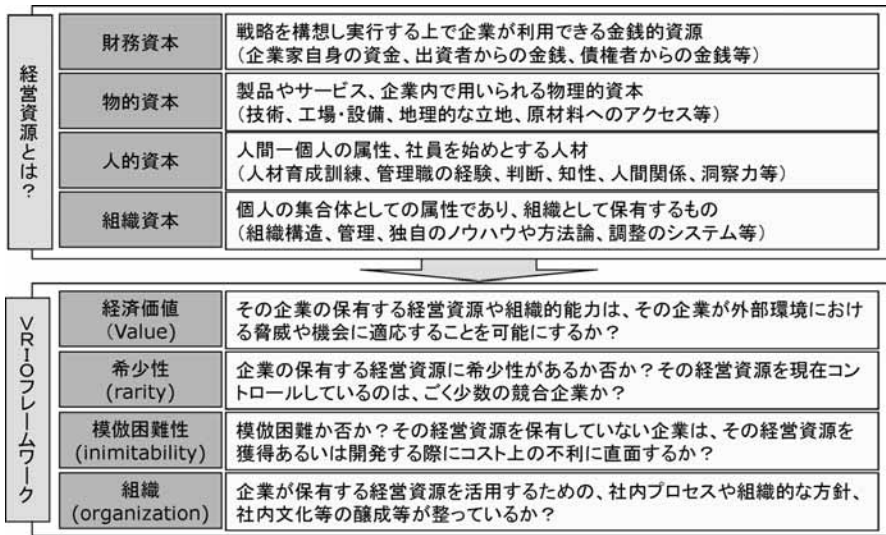 経営資源とは？
財務資本
戦略を構想し実行する上で企業が利用できる金銭的資源
（企業家自身の資金、出資者からの金銭、債権者からの金銭等）
物的資本
製品やサービス、企業内で用いられる物理的資本
（技術、工場・設備、地理的な立地、原材料へのアクセス等）
人的資本
人間一個人の属性、社員を始めとする人材
（人材育成訓練、管理職の経験、判断、知性、人間関係、洞察力等）
組織資本
個人の集合体としての属性であり、組織として保有するもの
（組織構造、管理、独自のノウハウや方法論、調整のシステム等）
VRIOフレームワーク
経済価値
（Value）
その企業の保有する経営資源や組織的能力は、その企業が外部環境におけ
る脅威や機会に適応することを可能にするか？
希少性
(rarity)
企業の保有する経営資源に希少性があるか否か？その経営資源を現在コン
トロールしているのは、ごく少数の競合企業か？
模倣困難性
(inimitability)
模倣困難か否か？その経営資源を保有していない企業は、その経営資源を
獲得あるいは開発する際にコスト上の不利に直面するか？
組織
(organization)
企業が保有する経営資源を活用するための、社内プロセスや組織的な方針、
社内文化等の醸成等が整っているか？